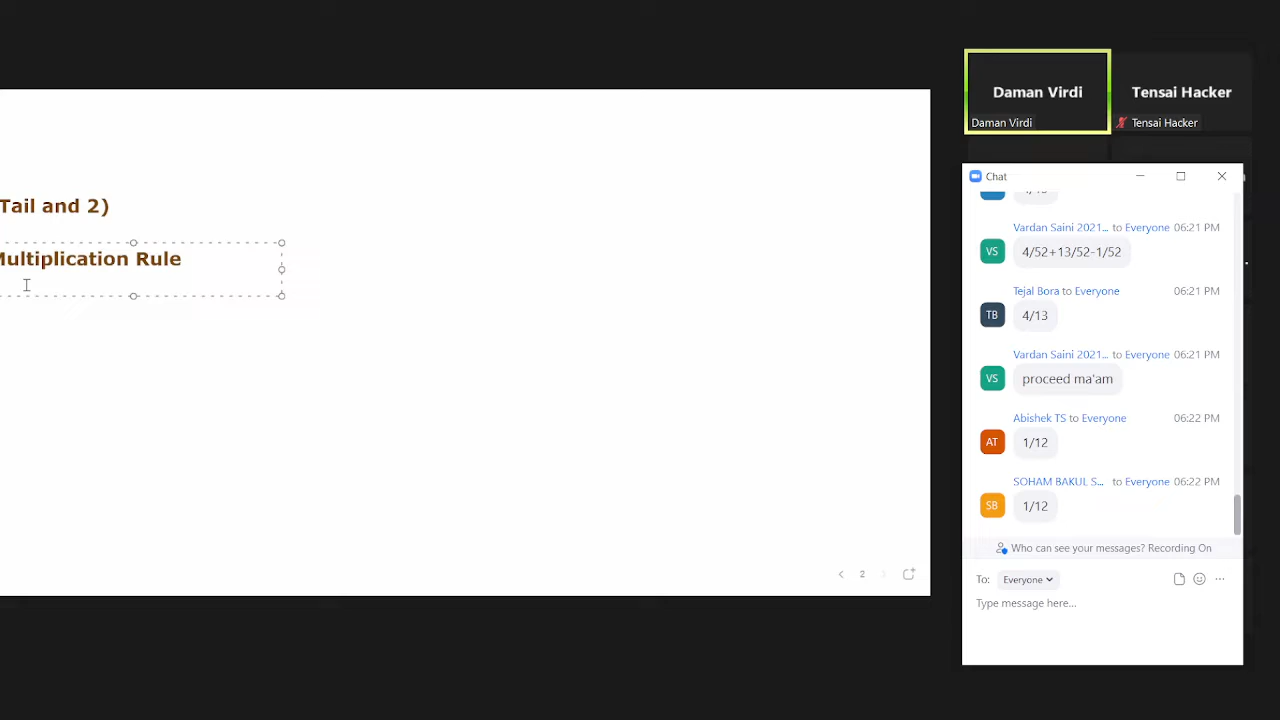 Daman Virdi
Tensai Hacker
Daman Virdi
Tensai Hacker
Tail and 2)
Multiplication Rule
2
Chat
Vardan Saini 2021... to Everyone 06:21 PM
VS
4/52+13/52-1/52
Tejal Bora to Everyone 06:21 PM
TB
4/13
Vardan Saini 2021... to Everyone 06:21 PM
VS
proceed ma'am
Abishek TS to Everyone 06:22 PM
AT
1/12
SOHAM BAKUL S... to Everyone 06:22 PM
SB
1/12
Who can see your messages? Recording On
To: Everyone
Type message here...